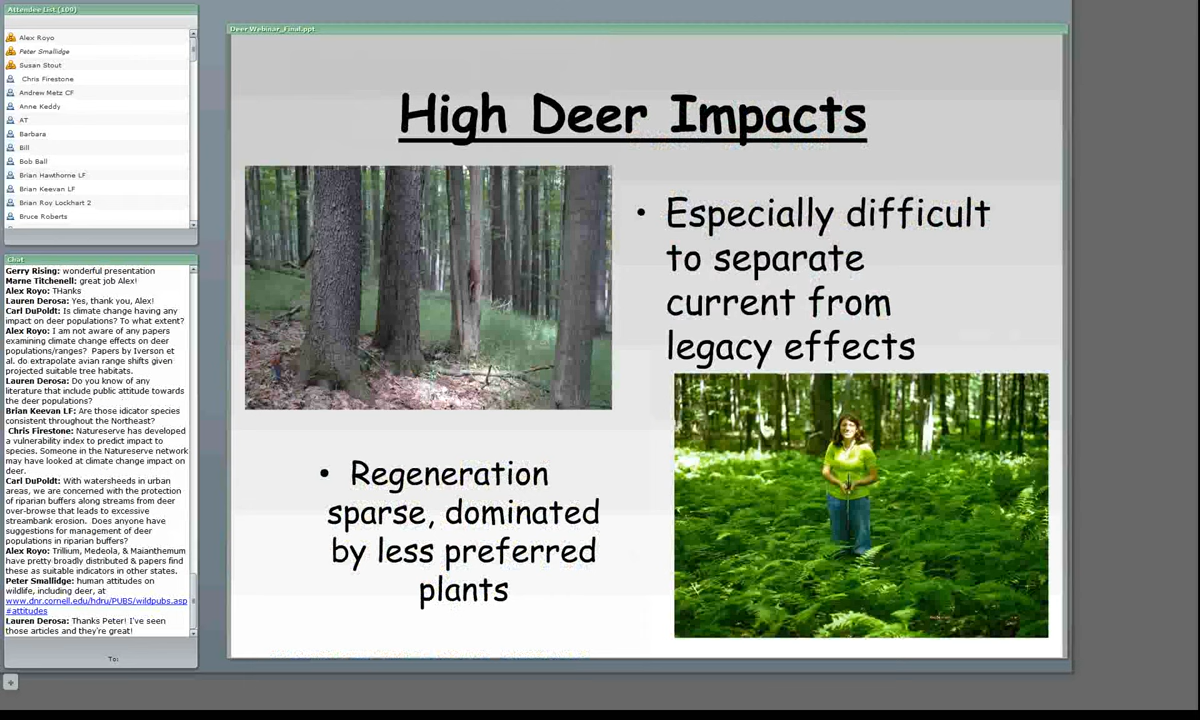 Attendee List (109)
Alex Royo
Peter Smallidge
Susan Stout
Chris Firestone
Andrew Metz CF
Anne Keddy
AT
Barbara
Bill
Bob Ball
Brian Hawthorne LF
Brian Keevan LF
Brian Roy Lockhart 2
Bruce Roberts
Chat
Gerry Rising: wonderful presentation
Marne Titchenell: great job Alex!
Alex Royo: THanks
Lauren Derosa: Yes, thank you, Alex!
Carl DuPoldt: Is climate change having any
impact on deer populations? To what extent?
Alex Royo: I am not aware of any papers
examining climate change effects on deer
populations/ranges? Papers by Iverson et
al. do extrapolate avian range shifts given
projected suitable tree habitats.
Lauren Derosa: Do you know of any
literature that include public attitude towards
the deer populations?
Brian Keevan LF: Are those idicator species
consistent throughout the Northeast?
Chris Firestone: Natureserve has developed
a vulnerability index to predict impact to
species. Someone in the Natureserve network
may have looked at climate change impact on
deer.
Carl DuPoldt: With watersheeds in urban
areas, we are concerned with the protection
of riparian buffers along streams from deer
over-browse that leads to excessive
streambank erosion. Does anyone have
suggestions for management of deer
populations in riparian buffers?
Alex Royo: Trillium, Medeola, & Maianthemum
have pretty broadly distributed & papers find
these as suitable indicators in other states.
Peter Smallidge: human attitudes on
wildlife, including deer, at
www.dnr.cornell.edu/hdru/PUBS/wildpubs.asp
#attitudes
Lauren Derosa: Thanks Peter! I've seen
those articles and they're great!
To:
Deer Webinar_Final.ppt
High Deer Impacts
• Especially difficult
to separate
current from
legacy effects
• Regeneration
sparse, dominated
by less preferred
plants